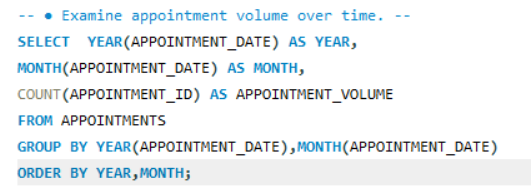 -- ● Examine appointment volume over time. --
SELECT  YEAR(APPOINTMENT_DATE) AS YEAR,
MONTH(APPOINTMENT_DATE) AS MONTH,
COUNT(APPOINTMENT_ID) AS APPOINTMENT_VOLUME
FROM APPOINTMENTS
GROUP BY YEAR(APPOINTMENT_DATE),MONTH(APPOINTMENT_DATE)
ORDER BY YEAR,MONTH;